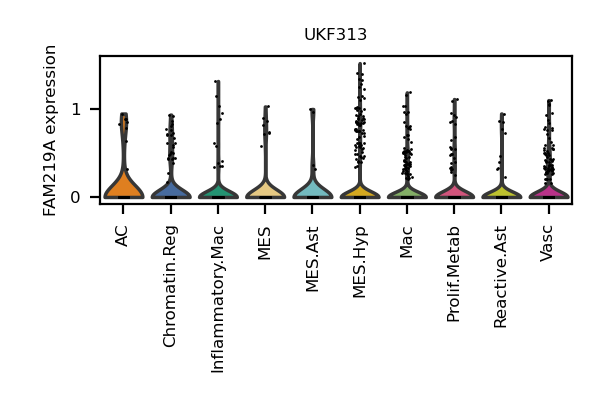 UKF313
FAM219A expression
1
0
AC
Chromatin.Reg
Inflammatory.Mac
MES
MES.Ast
MES.Hyp
Mac
Prolif.Metab
Reactive.Ast
Vasc